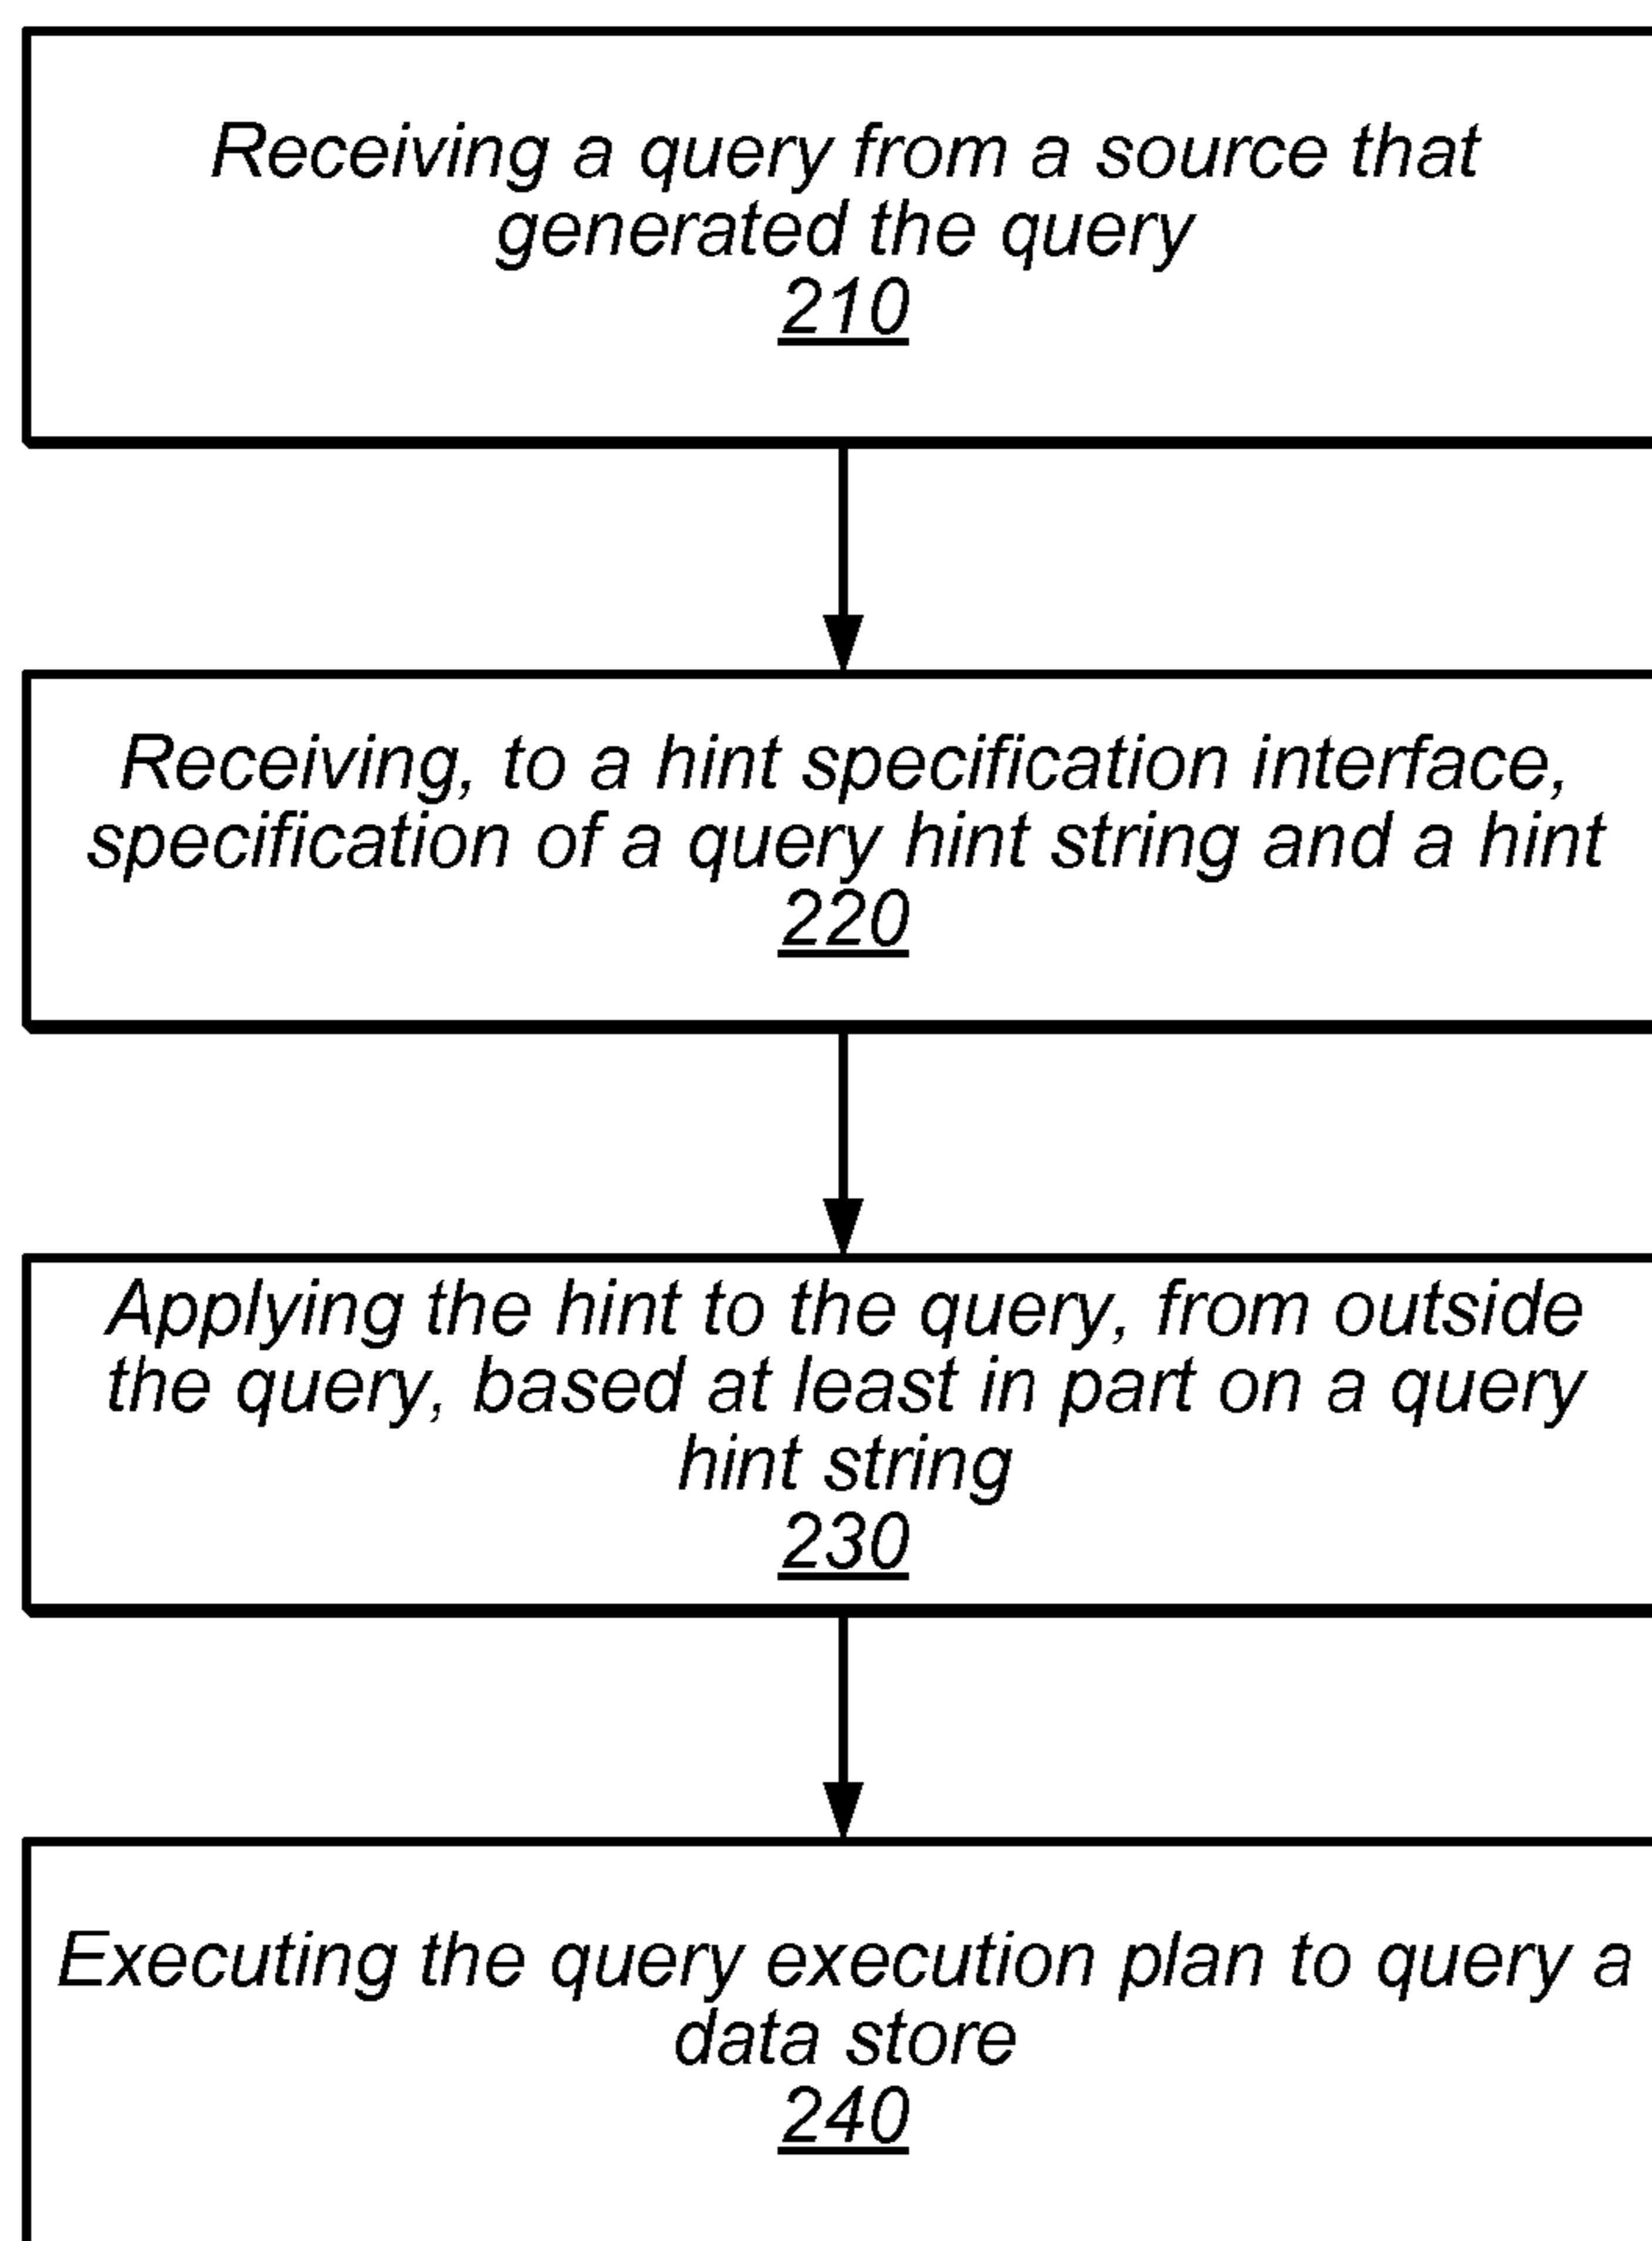 Receiving a query from a source that
generated the query
210
Receiving, to a hint specification interface,
specification of a query hint string and a hint
220
Applying the hint to the query, from outside
the query, based at least in part on a query
hint string
230
Executing the query execution plan to query a
data store
240